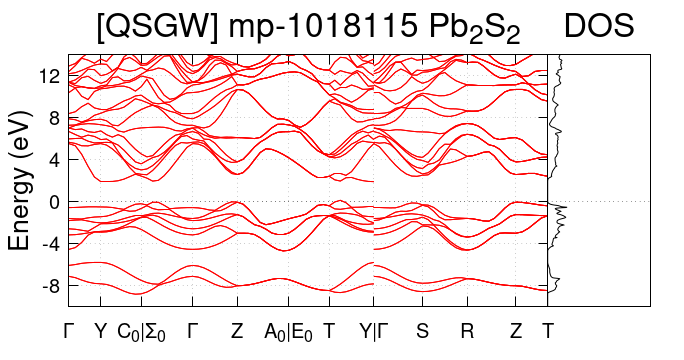 [QSGW] mp-1018115 Pb₂S₂ DOS
Energy (eV)
12
8
4
0
-4
-8
Γ Y C₀|Σ₀ Γ Z A₀|E₀ T Y|Γ S R Z T